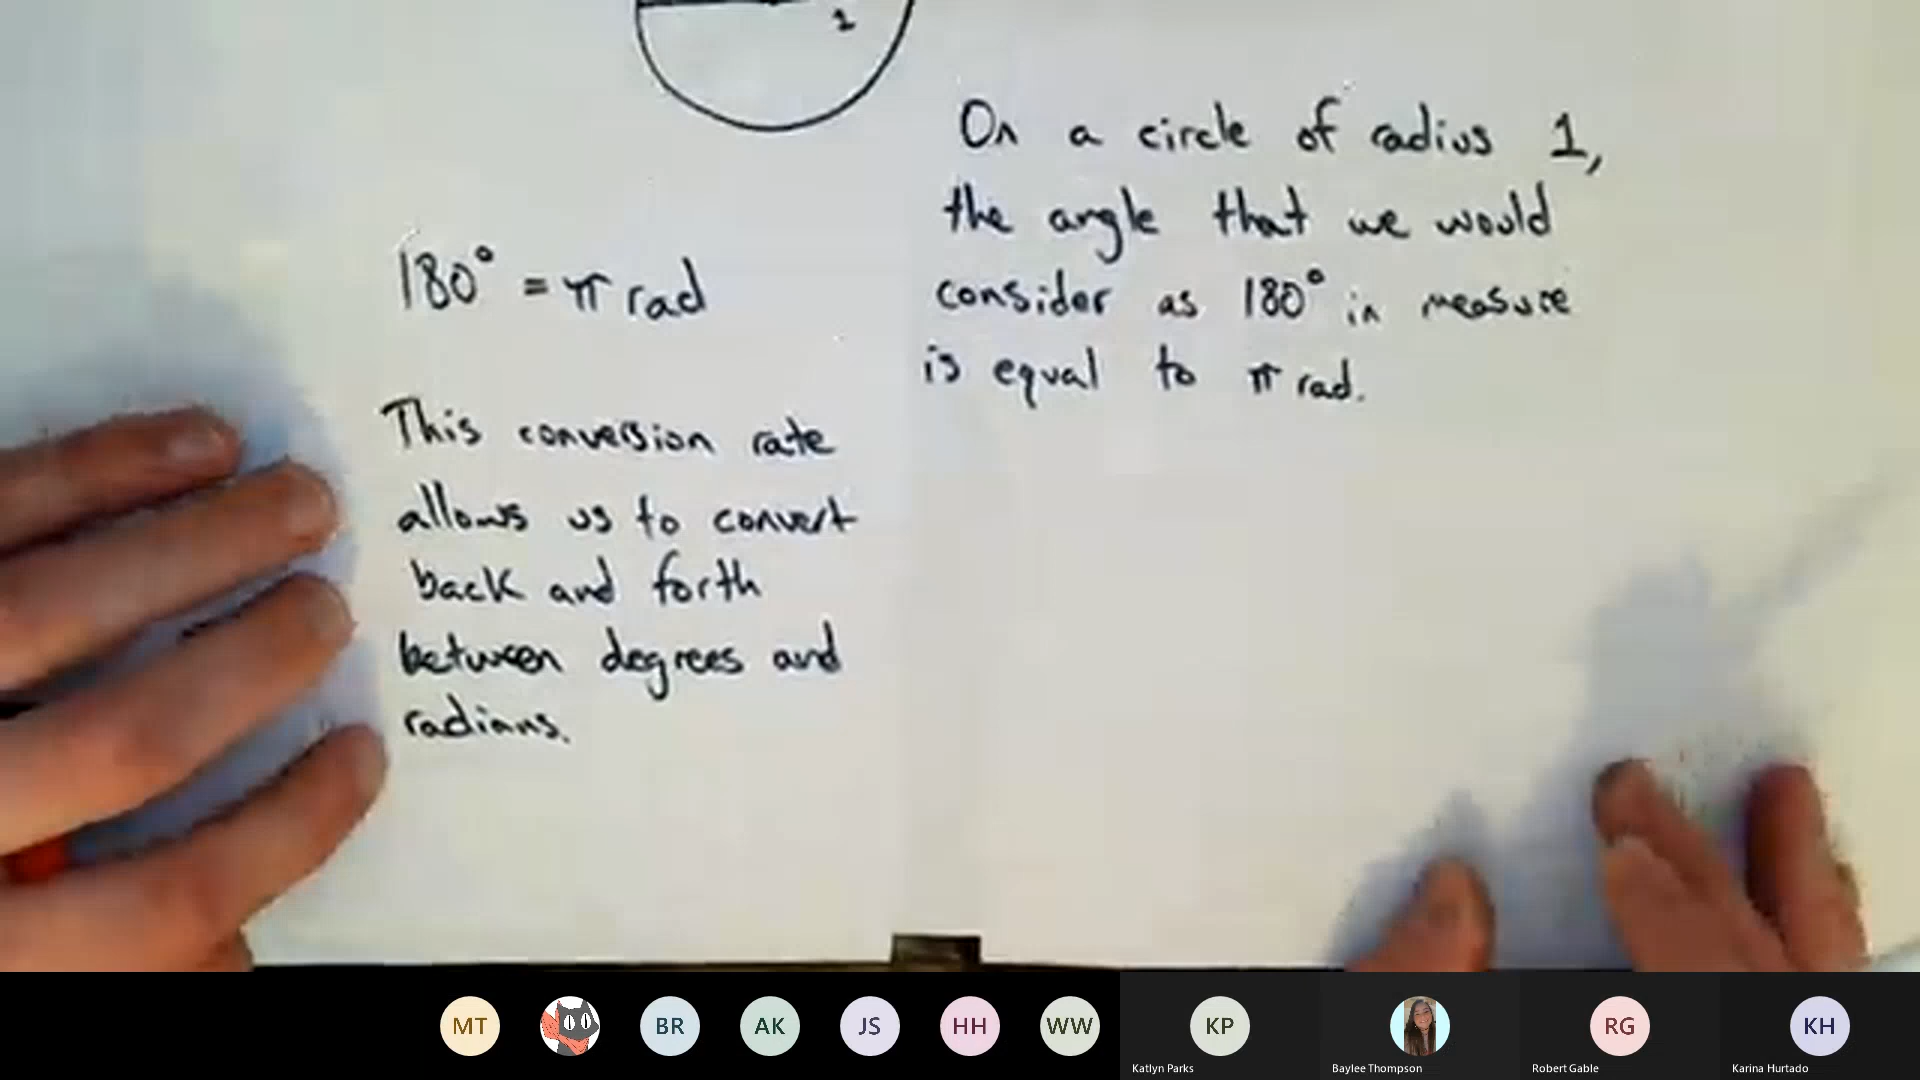 1
On a circle of radius 1,
the angle that we would
consider as 180° in measure
is equal to π rad.
180° = π rad
This conversion rate
allows us to convert
back and forth
between degrees and
radians.
MT
BR
AK
JS
HH
WW
KP
RG
KH
Katlyn Parks
Baylee Thompson
Robert Gable
Karina Hurtado